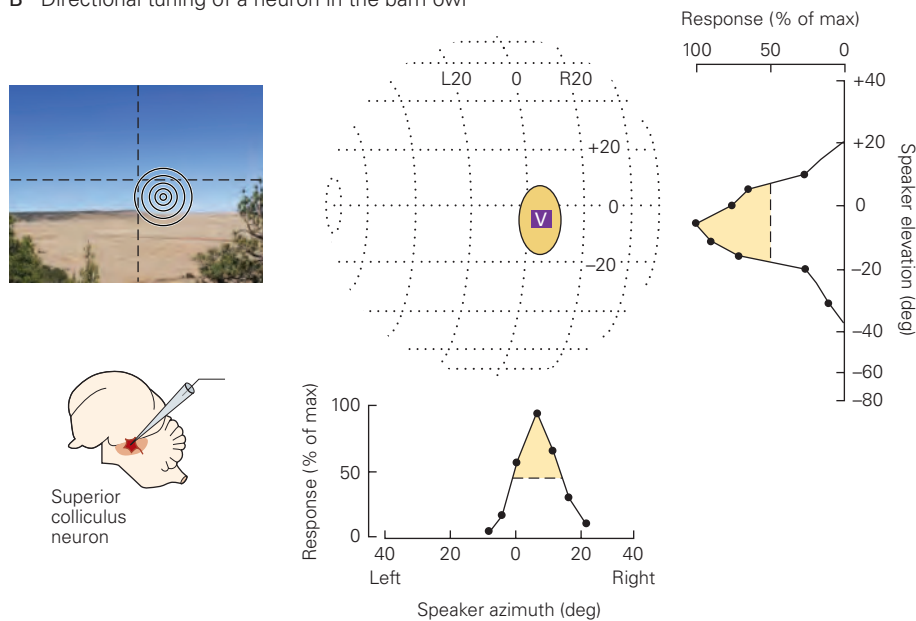 B Directional tuning of a neuron in the barn owl
Response (% of max)
100 50 0
+40
+20
0
−20
−40
−60
−80
Speaker elevation (deg)
L20 0 R20
+20
0
−20
V
Superior
colliculus
neuron
Response (% of max)
100
50
0
40 20 0 20 40
Left Right
Speaker azimuth (deg)